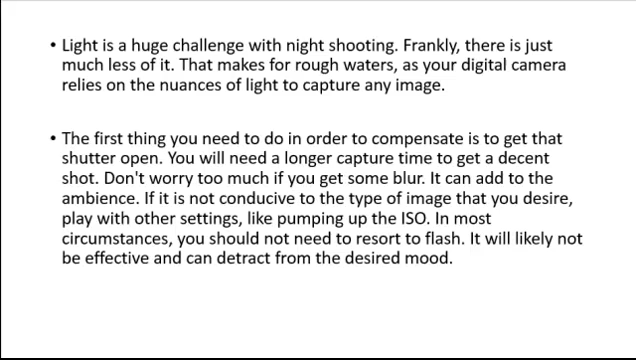 • Light is a huge challenge with night shooting. Frankly, there is just
much less of it. That makes for rough waters, as your digital camera
relies on the nuances of light to capture any image.
• The first thing you need to do in order to compensate is to get that
shutter open. You will need a longer capture time to get a decent
shot. Don't worry too much if you get some blur. It can add to the
ambience. If it is not conducive to the type of image that you desire,
play with other settings, like pumping up the ISO. In most
circumstances, you should not need to resort to flash. It will likely not
be effective and can detract from the desired mood.